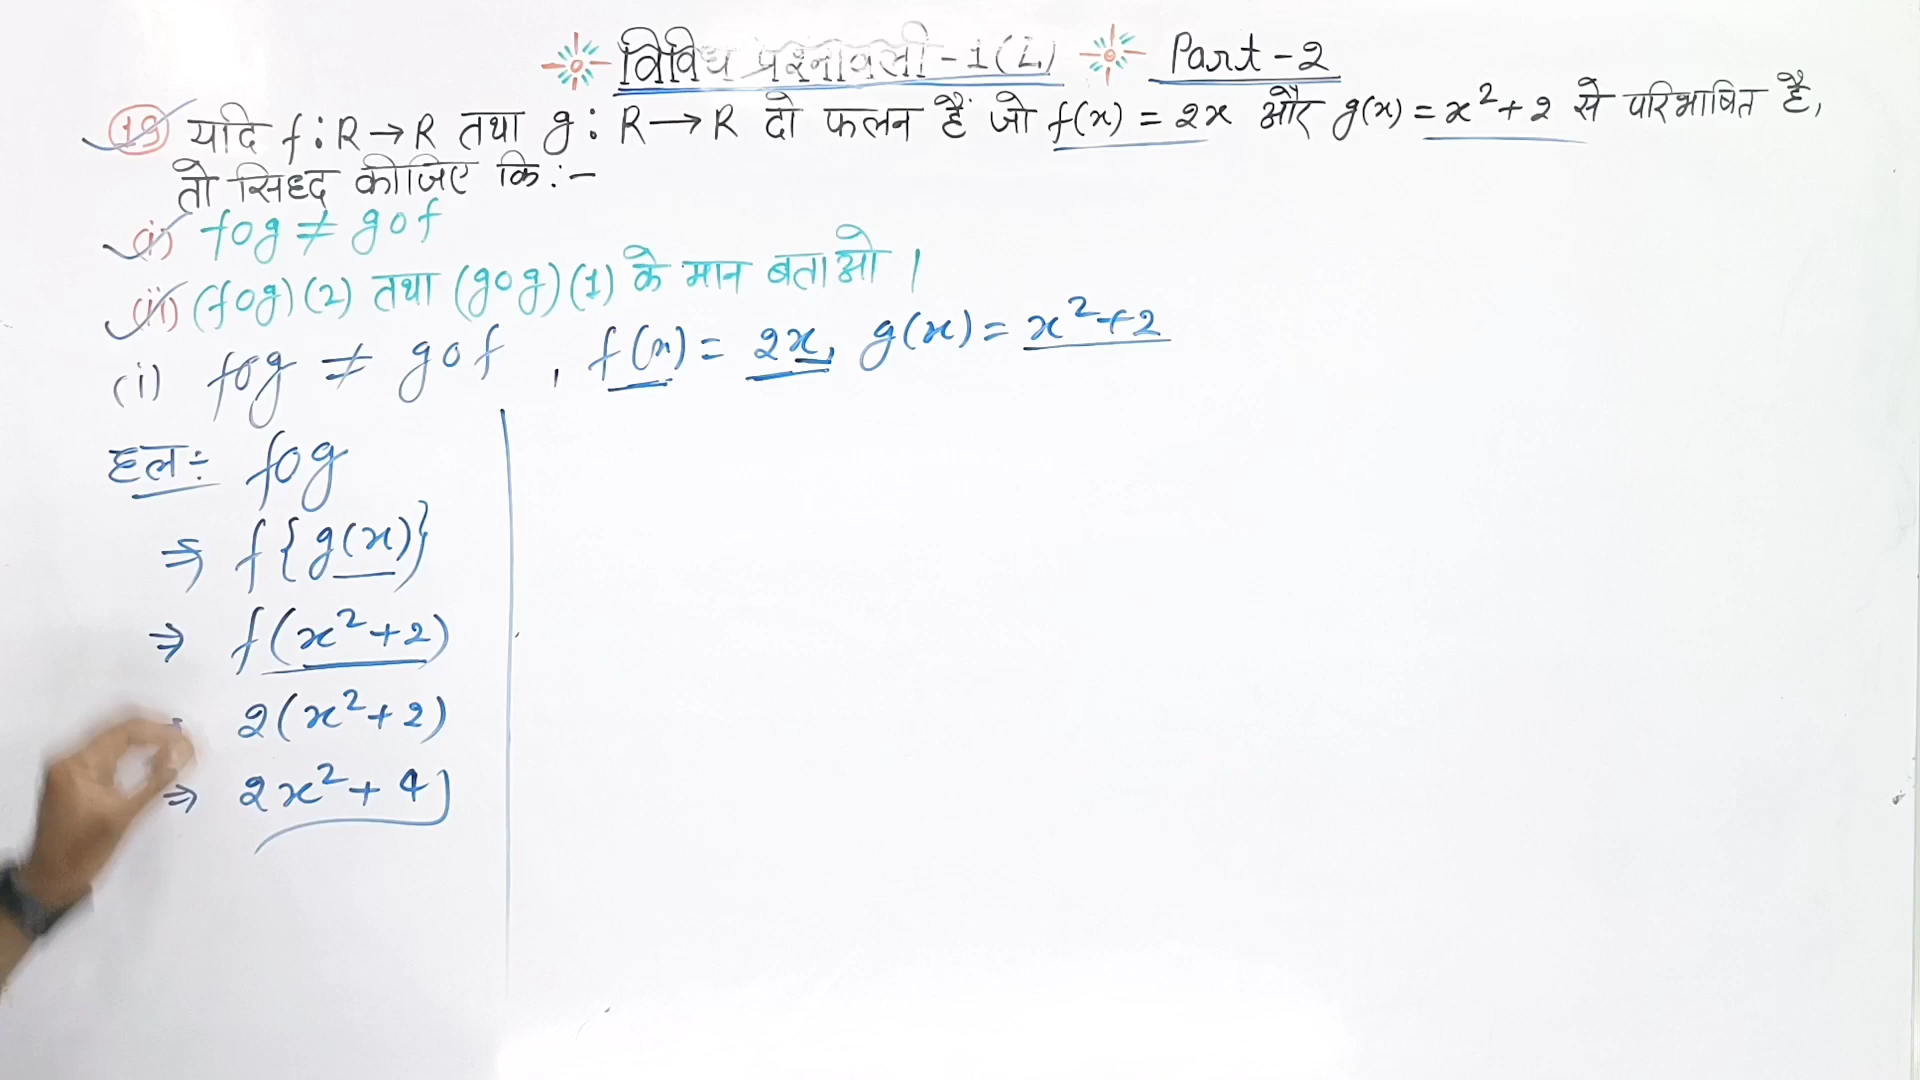 विविध प्रश्नावली-1(L) Part-2
(19) यदि f:R→R तथा g:R→R दो फलन हैं जो f(x) = 2x और g(x) = x²+2 से परिभाषित है,
तो सिध्द कीजिए कि:-
(i) fog ≠ gof
(ii) (fog)(2) तथा (gog)(1) के मान बताओ।
(i) fog ≠ gof , f(x) = 2x, g(x) = x²+2
हल:- fog
⇒ f{g(x)}
⇒ f(x²+2)
2(x²+2)
⇒ 2x²+4